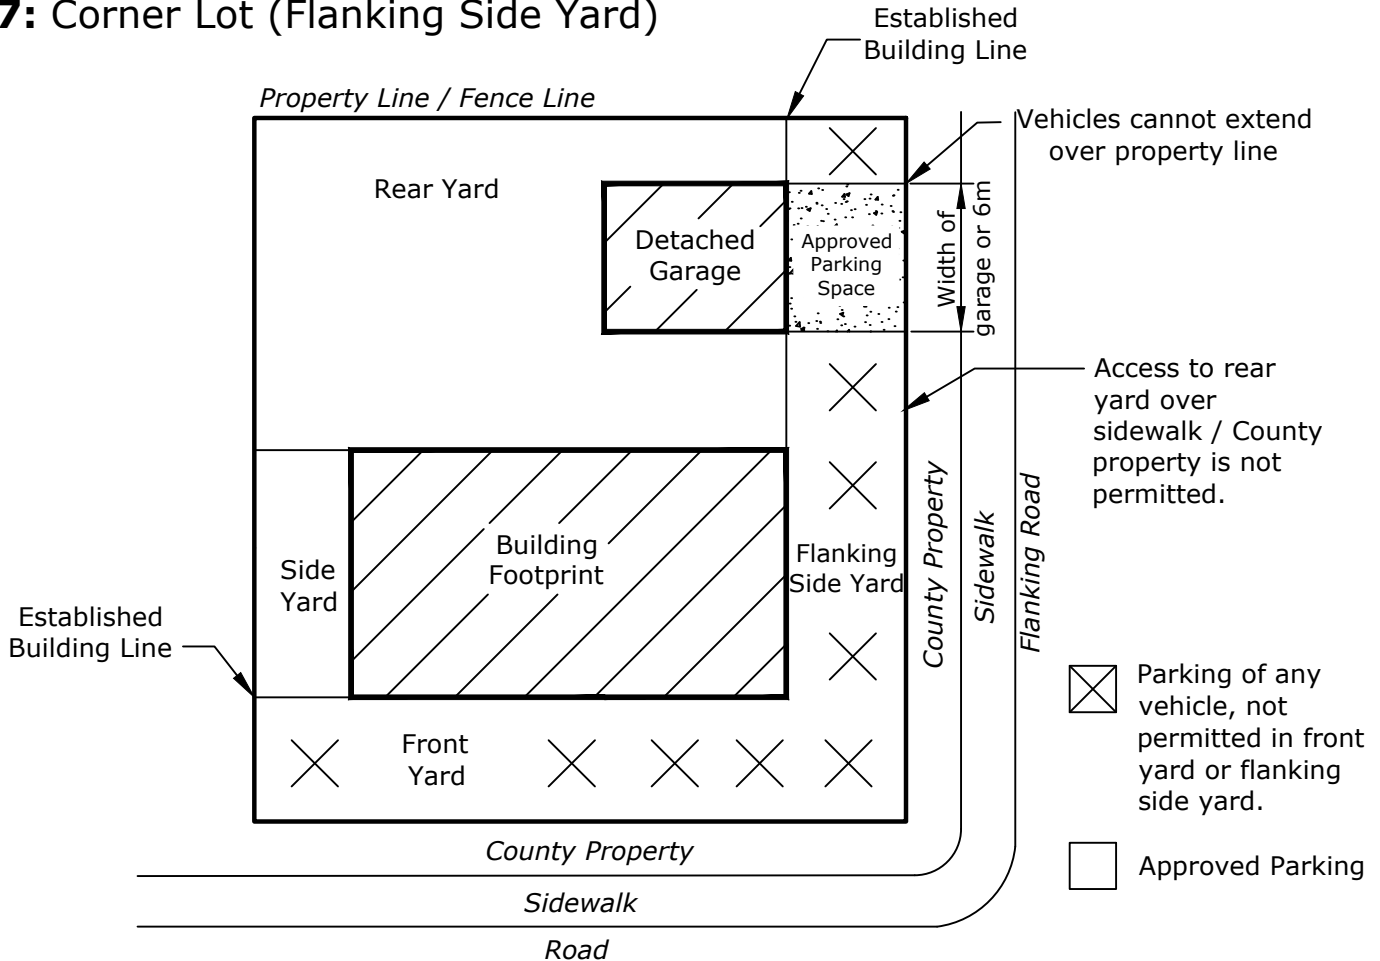 7: Corner Lot (Flanking Side Yard)
Established
Building Line
Property Line / Fence Line
Vehicles cannot extend
over property line
Rear Yard
Detached
Garage
Approved
Parking
Space
Width of
garage or 6m
Access to rear
yard over
sidewalk / County
property is not
permitted.
Building
Footprint
Side
Yard
Flanking
Side Yard
County Property
Sidewalk
Flanking Road
Established
Building Line
Parking of any
vehicle, not
permitted in front
yard or flanking
side yard.
Front
Yard
Approved Parking
County Property
Sidewalk
Road